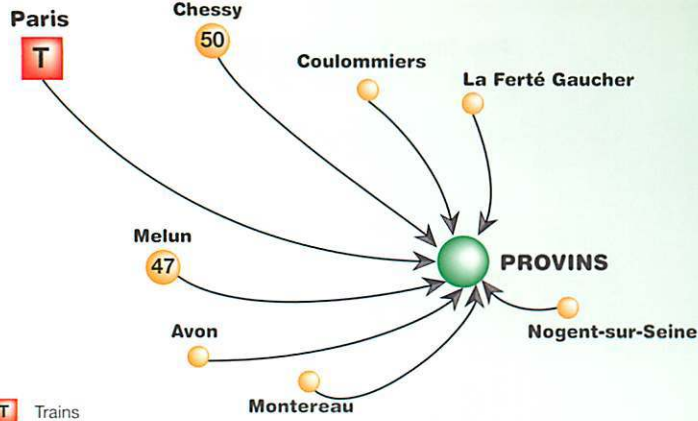 Paris
T
Chessy
50
Coulommiers
La Ferté Gaucher
Melun
47
PROVINS
Avon
Nogent-sur-Seine
Montereau
T Trains